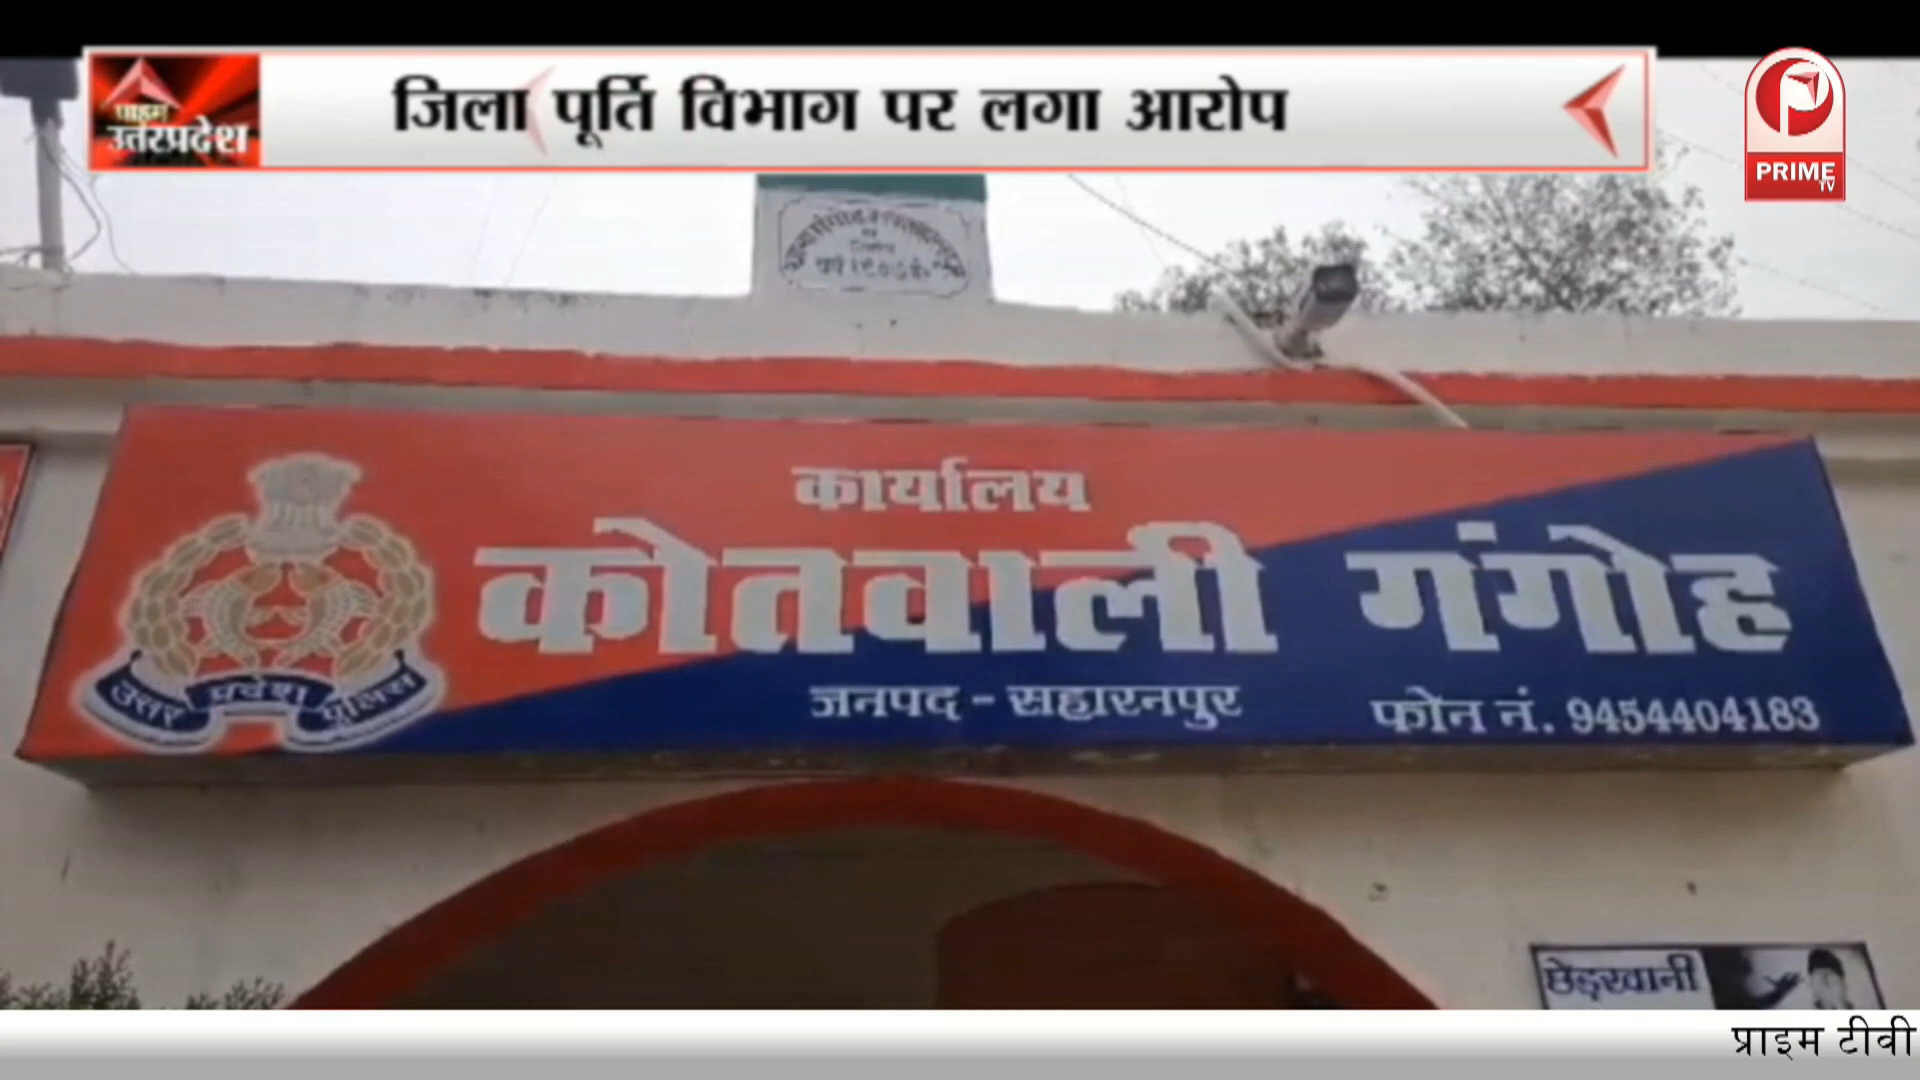 जिला पूर्ति विभाग पर लगा आरोप
प्राइम
उत्तरप्रदेश
PRIME
TV
कार्यालय
कोतवाली गंगोह
जनपद - सहारनपुर
फोन नं. 9454404183
उत्तर प्रदेश पुलिस
छेड़खानी
प्राइम टीवी